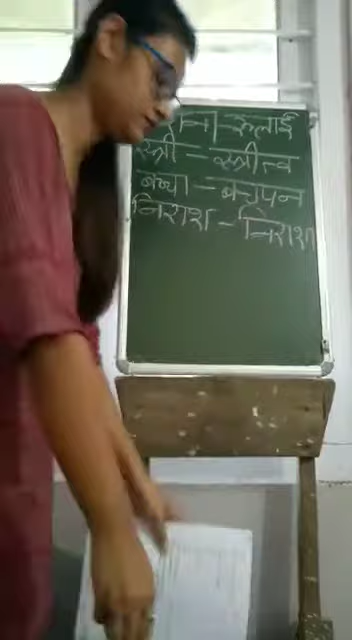 रोना - रुलाई
स्त्री - स्त्रीत्व
बच्चा - बचपन
निराश - निराशा